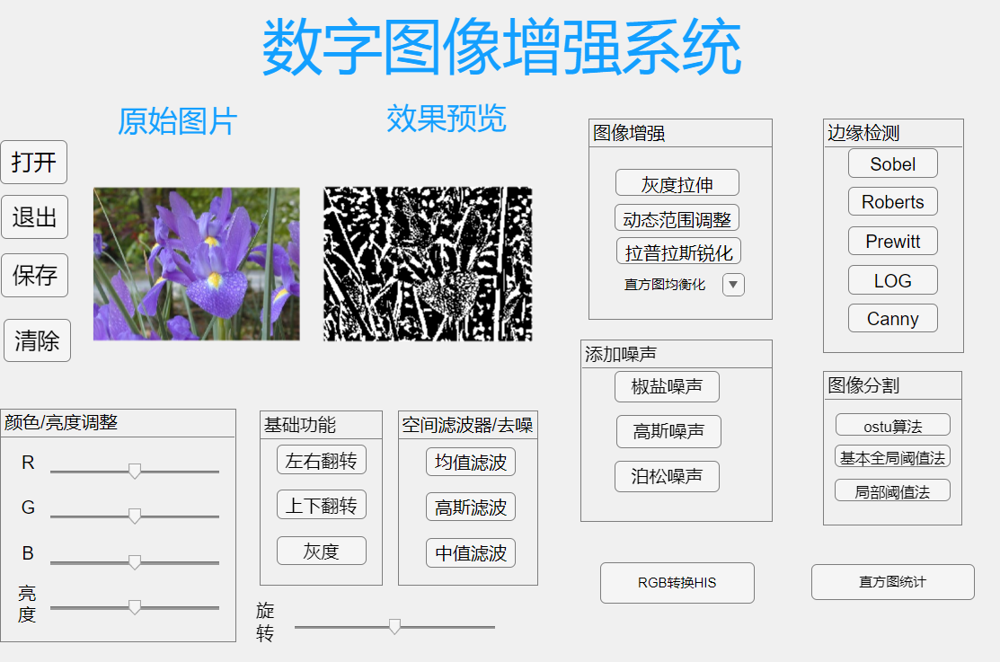 数字图像增强系统
原始图片
效果预览
打开
退出
保存
清除
图像增强
灰度拉伸
动态范围调整
拉普拉斯锐化
直方图均衡化
边缘检测
Sobel
Roberts
Prewitt
LOG
Canny
添加噪声
椒盐噪声
高斯噪声
泊松噪声
图像分割
ostu算法
基本全局阈值法
局部阈值法
颜色/亮度调整
R
G
B
亮
度
基础功能
左右翻转
上下翻转
灰度
空间滤波器/去噪
均值滤波
高斯滤波
中值滤波
旋
转
RGB转换HIS
直方图统计